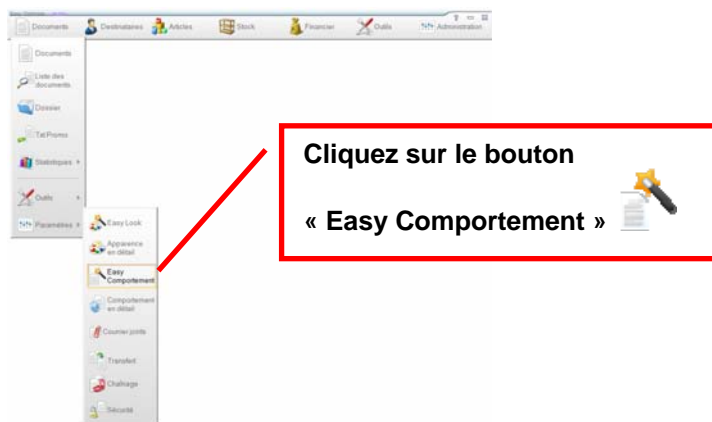 Documents Destinataires Articles Stock Financier Outils Administration
Documents
Liste des
documents
Dossier
TalPromo
Statistiques
Outils
Paramètres
Easy Look
Apparence
en détail
Easy
Comportement
Comportement
en détail
Courrier joints
Transfert
Chaînage
Sécurité
Cliquez sur le bouton
« Easy Comportement »